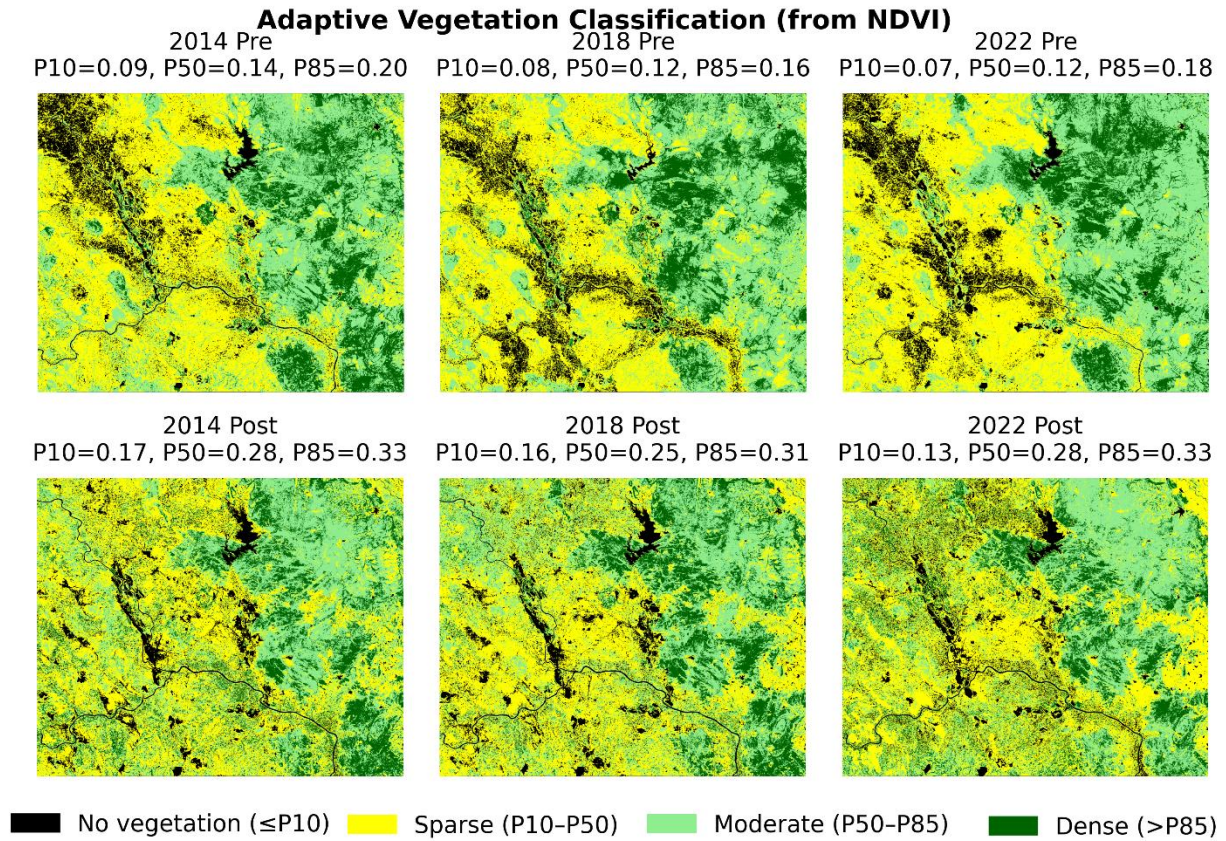 Adaptive Vegetation Classification (from NDVI)
2014 Pre
P10=0.09, P50=0.14, P85=0.20
2018 Pre
P10=0.08, P50=0.12, P85=0.16
2022 Pre
P10=0.07, P50=0.12, P85=0.18
2014 Post
P10=0.17, P50=0.28, P85=0.33
2018 Post
P10=0.16, P50=0.25, P85=0.31
2022 Post
P10=0.13, P50=0.28, P85=0.33
No vegetation (≤P10)
Sparse (P10–P50)
Moderate (P50–P85)
Dense (>P85)